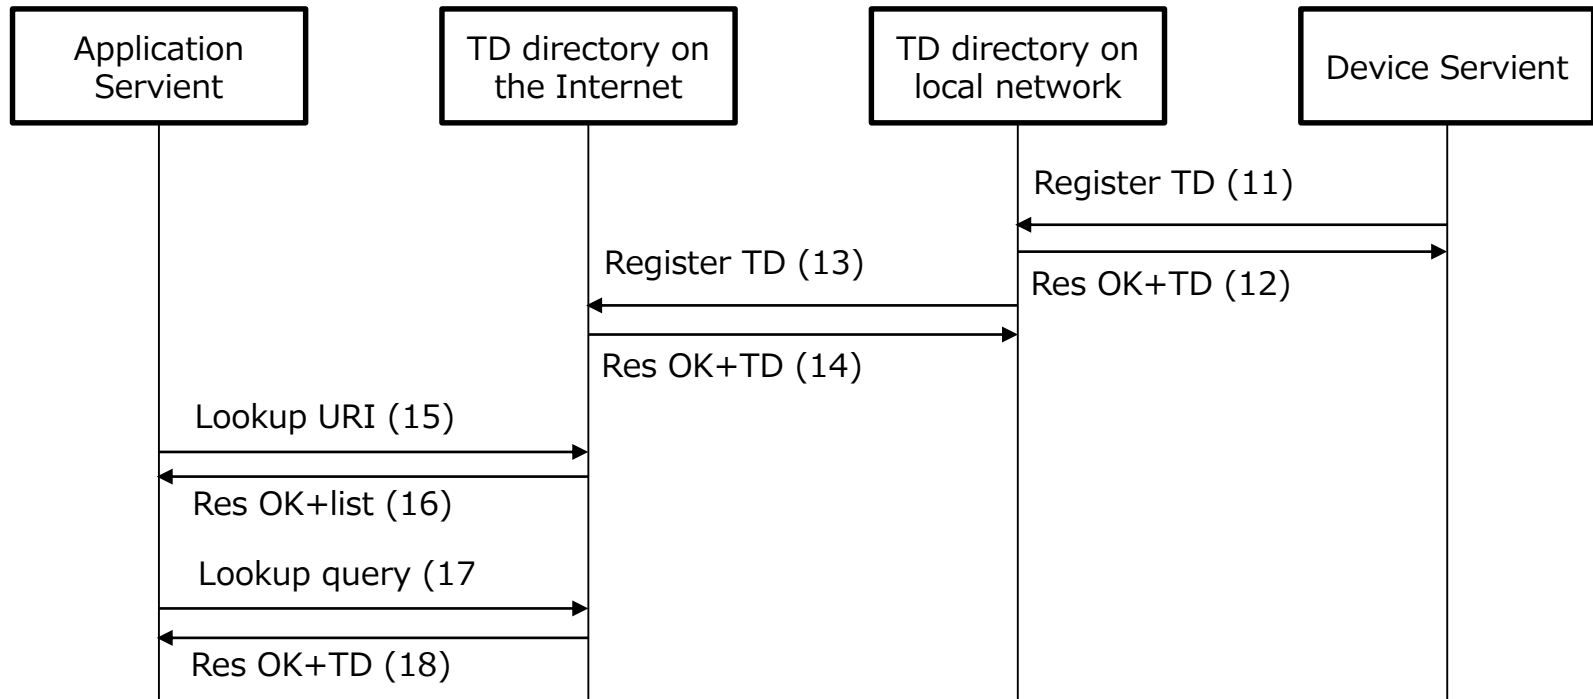 Application
Servient
TD directory on
the Internet
TD directory on
local network
Device Servient
Register TD (11)
Register TD (13)
Res OK+TD (12)
Res OK+TD (14)
Lookup URI (15)
Res OK+list (16)
Lookup query (17
Res OK+TD (18)